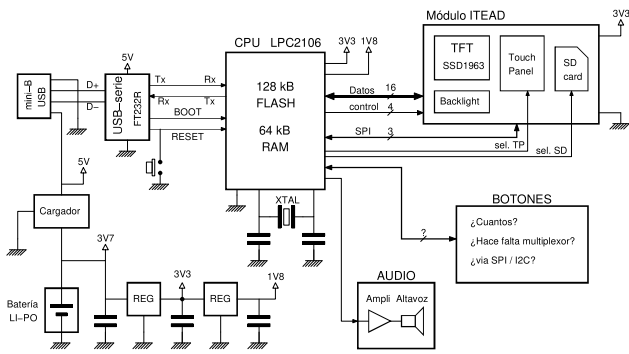 Módulo ITEAD
3V3
CPU LPC2106
3V3
1V8
5V
TFT
SSD1963
Touch
Panel
SD
card
Backlight
mini-B
USB
D+
D-
USB-serie
FT232R
Tx
Rx
Rx
Tx
BOOT
RESET
128 kB
FLASH
64 kB
RAM
Datos
16
control
4
SPI
3
sel. TP
sel. SD
XTAL
5V
Cargador
3V7
BOTONES
?
¿Cuantos?
¿Hace falta multiplexor?
¿via SPI / I2C?
3V3
1V8
REG
REG
Batería
LI-PO
AUDIO
Ampli Altavoz